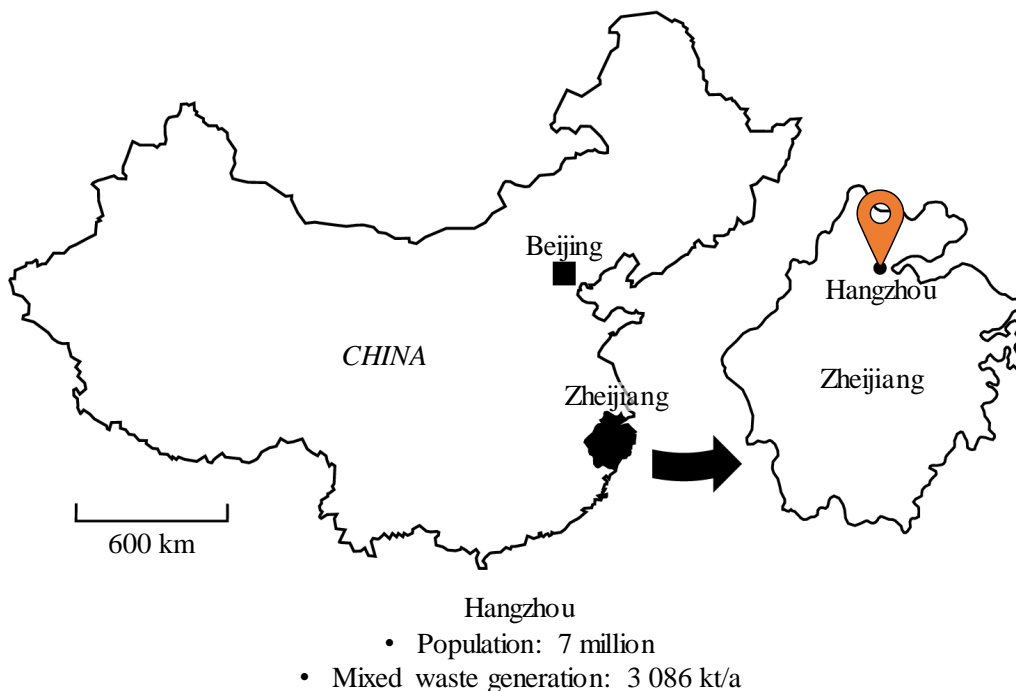 Beijing
Hangzhou
CHINA
Zheijiang
Zheijiang
600 km
Hangzhou
• Population: 7 million
• Mixed waste generation: 3 086 kt/a